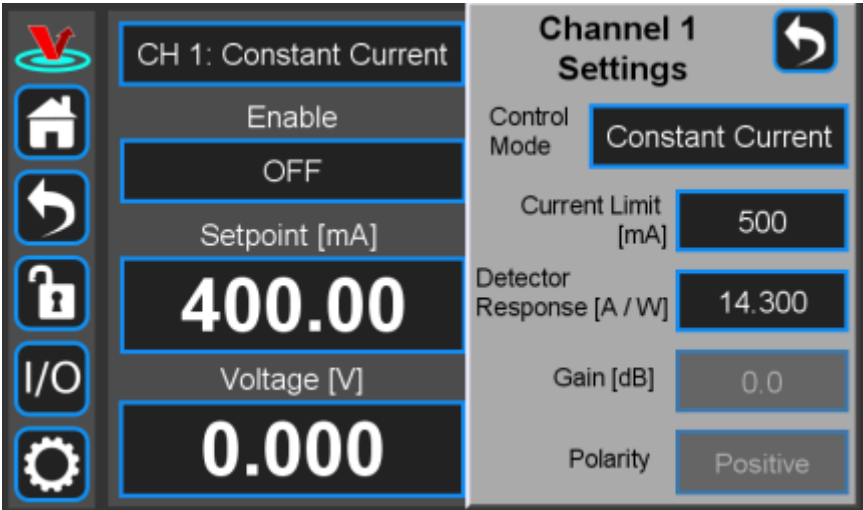 CH 1: Constant Current
Enable
OFF
Setpoint [mA]
400.00
Voltage [V]
0.000
I/O
Channel 1
Settings
Control
Mode
Constant Current
Current Limit
[mA]
500
Detector
Response [A / W]
14.300
Gain [dB]
0.0
Polarity
Positive